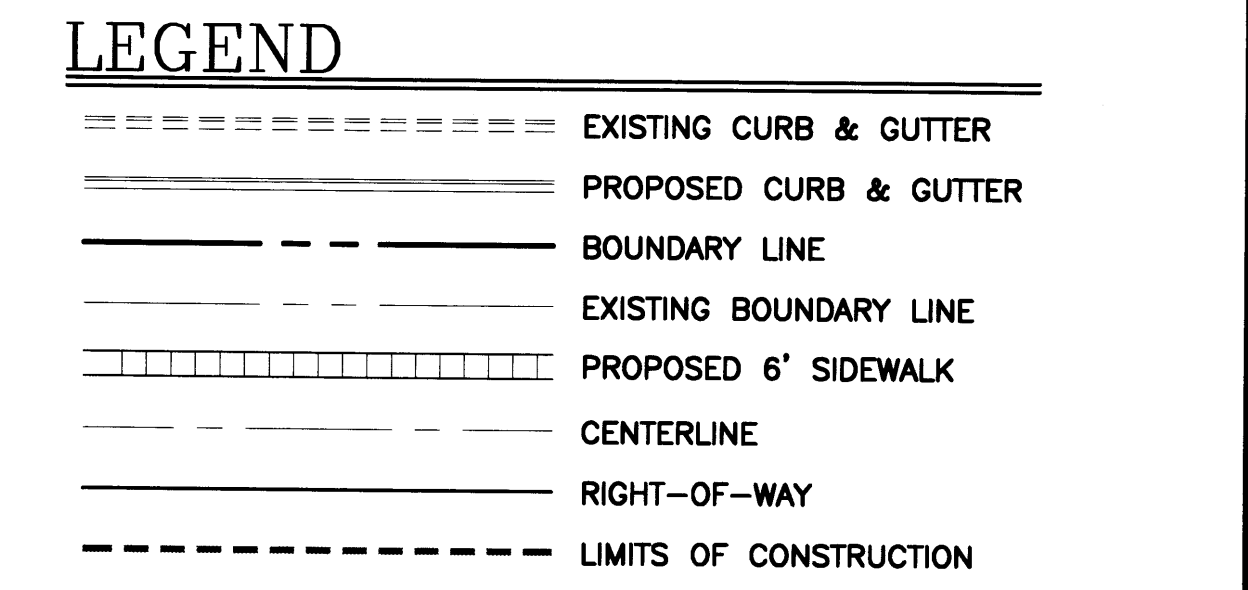 LEGEND
EXISTING CURB & GUTTER
PROPOSED CURB & GUTTER
BOUNDARY LINE
EXISTING BOUNDARY LINE
PROPOSED 6' SIDEWALK
CENTERLINE
RIGHT-OF-WAY
LIMITS OF CONSTRUCTION